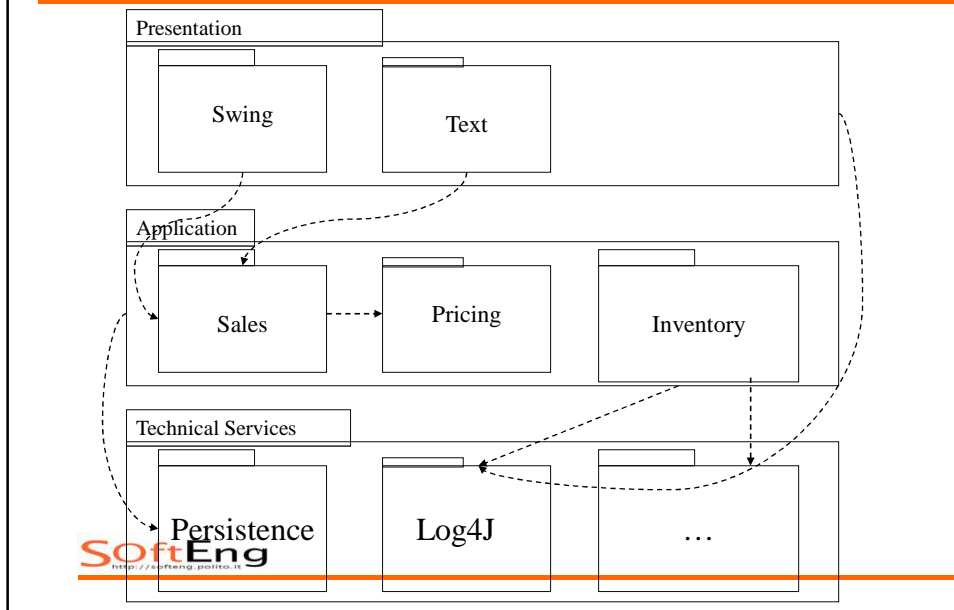 Presentation
Swing
Text
Application
Sales
Pricing
Inventory
Technical Services
Persistence
Log4J
…
SOftEng
http://softeng.polito.it